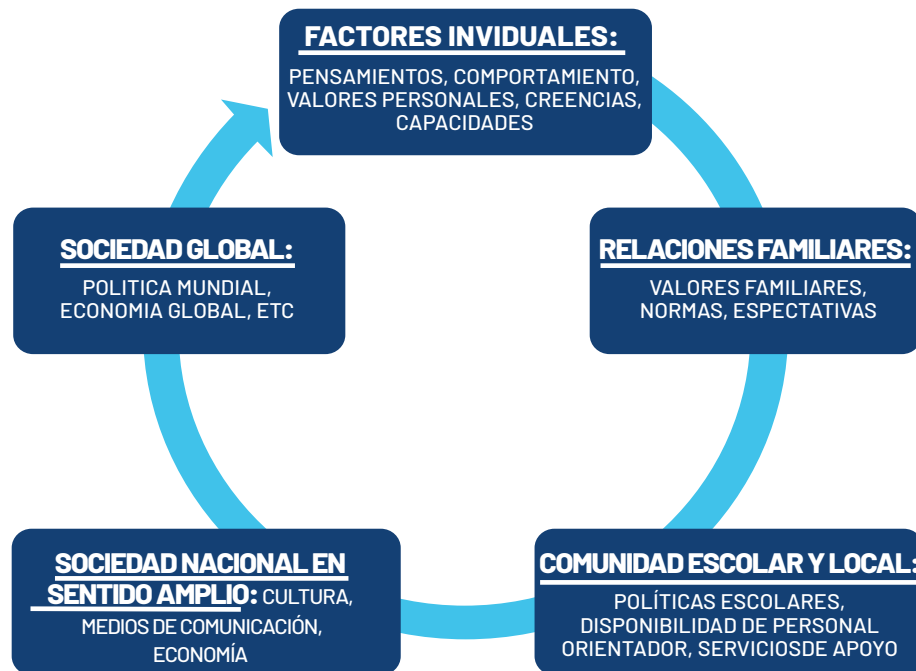 FACTORES INVIDUALES:
PENSAMIENTOS, COMPORTAMIENTO,
VALORES PERSONALES, CREENCIAS,
CAPACIDADES
RELACIONES FAMILIARES:
VALORES FAMILIARES,
NORMAS, ESPECTATIVAS
COMUNIDAD ESCOLAR Y LOCAL:
POLÍTICAS ESCOLARES,
DISPONIBILIDAD DE PERSONAL
ORIENTADOR, SERVICIOSDE APOYO
SOCIEDAD NACIONAL EN
SENTIDO AMPLIO: CULTURA,
MEDIOS DE COMUNICACIÓN,
ECONOMÍA
SOCIEDAD GLOBAL:
POLITICA MUNDIAL,
ECONOMIA GLOBAL, ETC